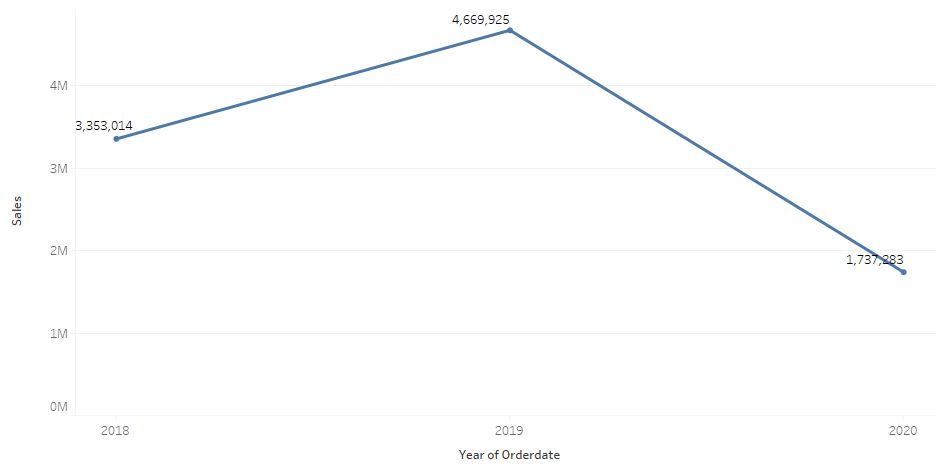 4,669,925
4M
3,353,014
3M
Sales
2M
1,737,283
1M
0M
2018
2019
2020
Year of Orderdate